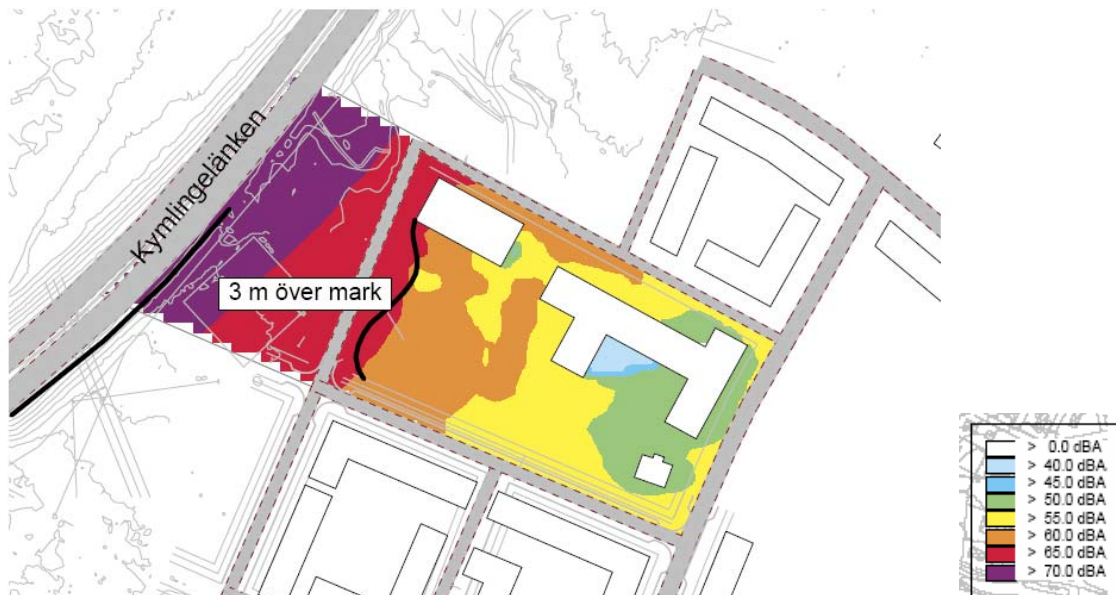 Kymlingelänken
3 m över mark
> 0.0 dBA
> 40.0 dBA
> 45.0 dBA
> 50.0 dBA
> 55.0 dBA
> 60.0 dBA
> 65.0 dBA
> 70.0 dBA